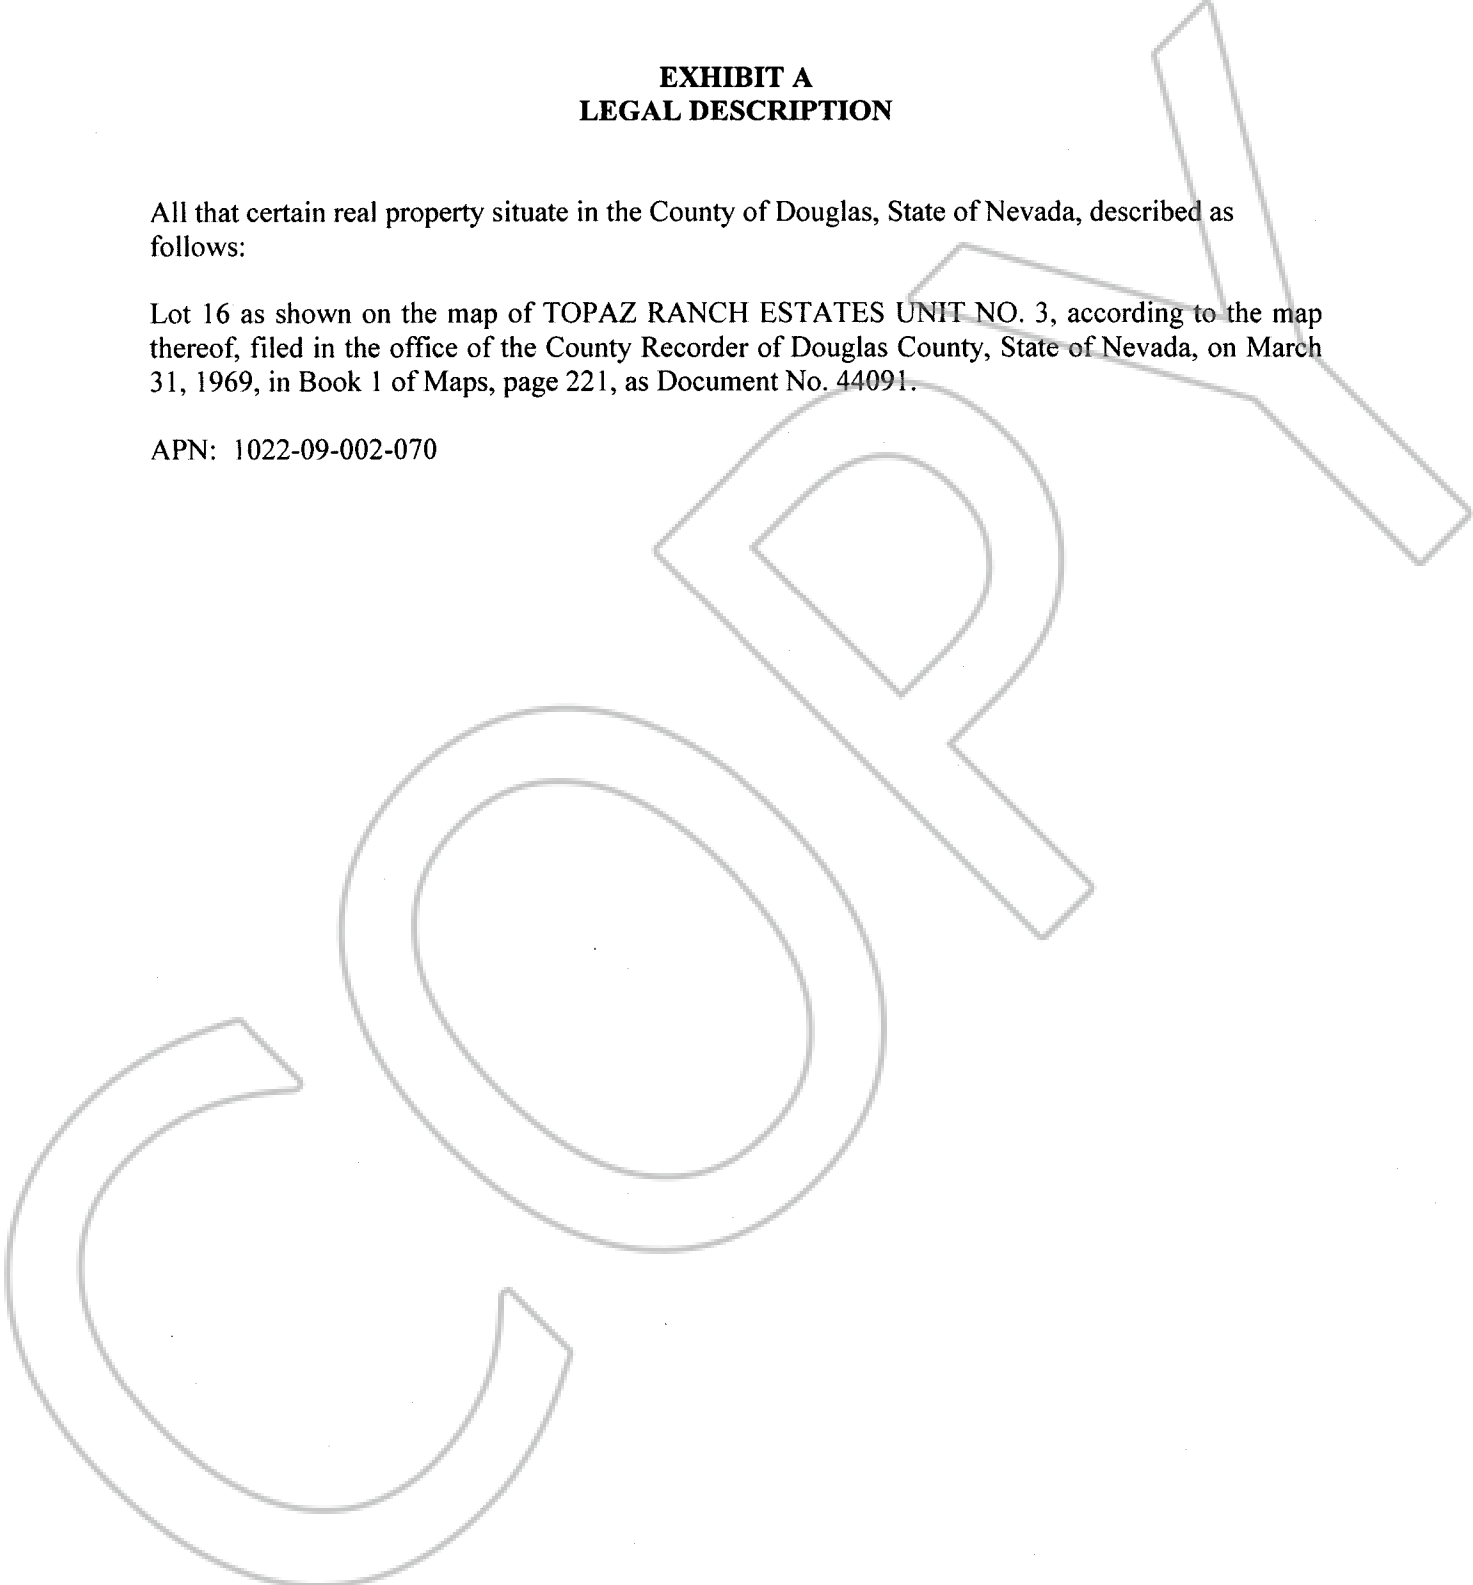 EXHIBIT A
LEGAL DESCRIPTION
All that certain real property situate in the County of Douglas, State of Nevada, described as
follows:
Lot 16 as shown on the map of TOPAZ RANCH ESTATES UNIT NO. 3, according to the map
thereof, filed in the office of the County Recorder of Douglas County, State of Nevada, on March
31, 1969, in Book 1 of Maps, page 221, as Document No. 44091.
APN: 1022-09-002-070
COPY